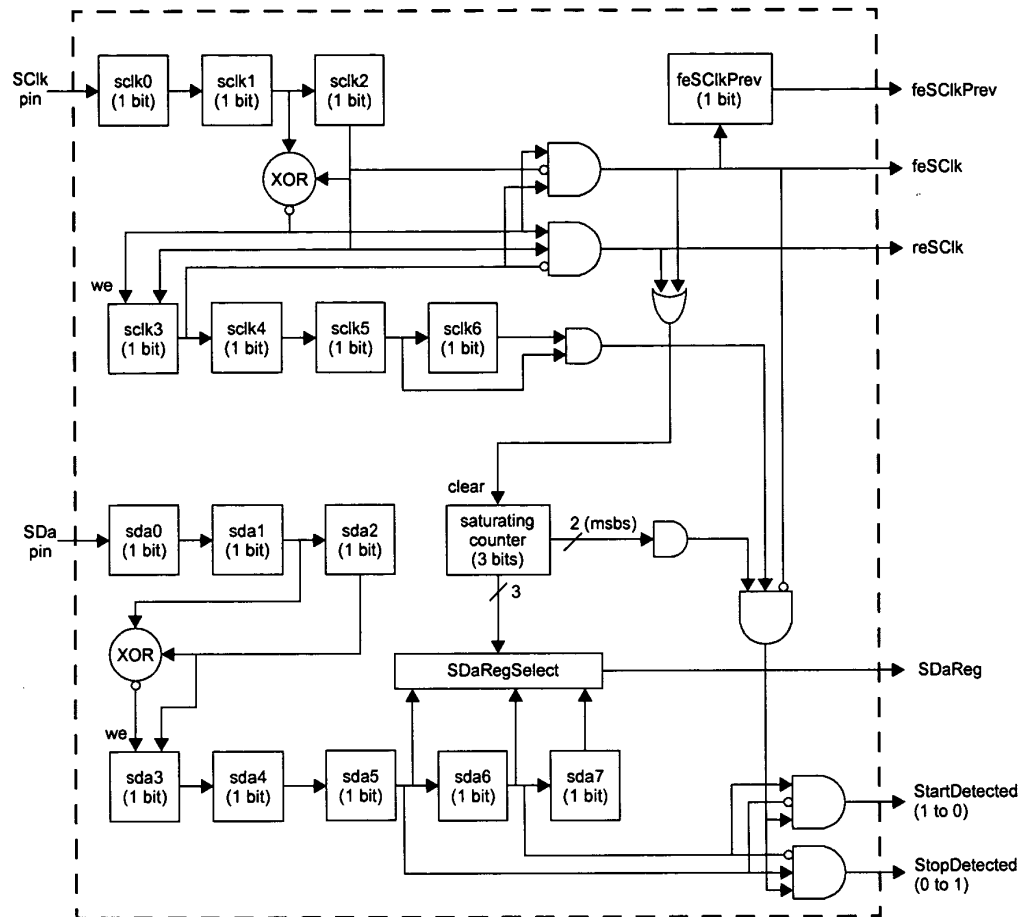 SClk
pin
sclk0
(1 bit)
sclk1
(1 bit)
sclk2
(1 bit)
feSClkPrev
(1 bit)
feSClkPrev
XOR
feSClk
reSClk
we
sclk3
(1 bit)
sclk4
(1 bit)
sclk5
(1 bit)
sclk6
(1 bit)
clear
SDa
pin
sda0
(1 bit)
sda1
(1 bit)
sda2
(1 bit)
saturating
counter
(3 bits)
2 (msbs)
3
XOR
SDaRegSelect
SDaReg
we
sda3
(1 bit)
sda4
(1 bit)
sda5
(1 bit)
sda6
(1 bit)
sda7
(1 bit)
StartDetected
(1 to 0)
StopDetected
(0 to 1)